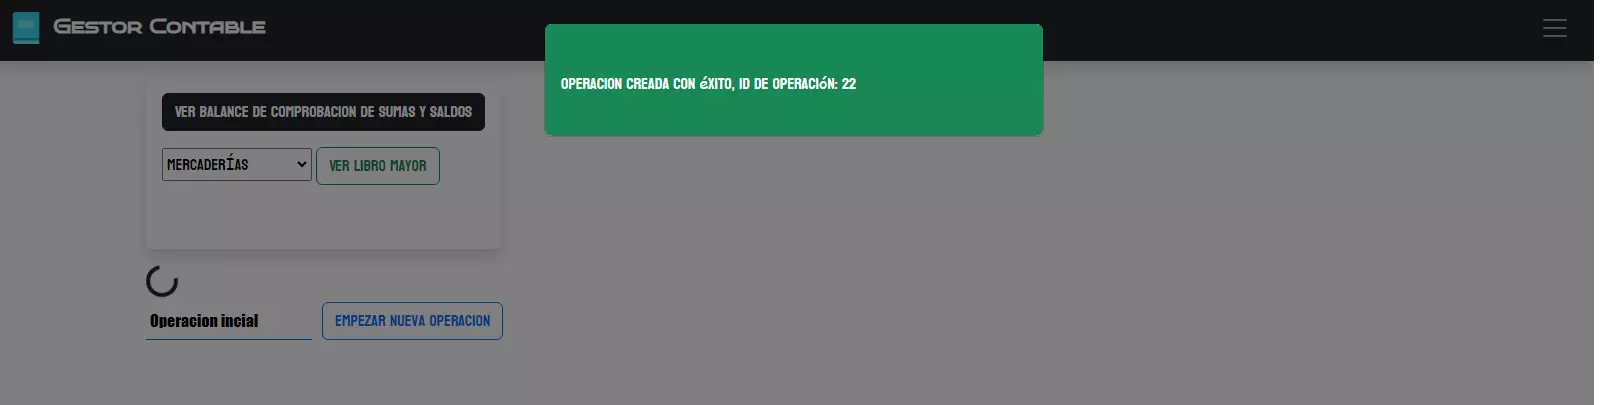 Gestor Contable
OPERACION CREADA CON éXITO, ID DE OPERACIóN: 22
VER BALANCE DE COMPROBACION DE SUMAS Y SALDOS
MERCADERÍAS
VER LIBRO MAYOR
Operacion incial
EMPEZAR NUEVA OPERACION